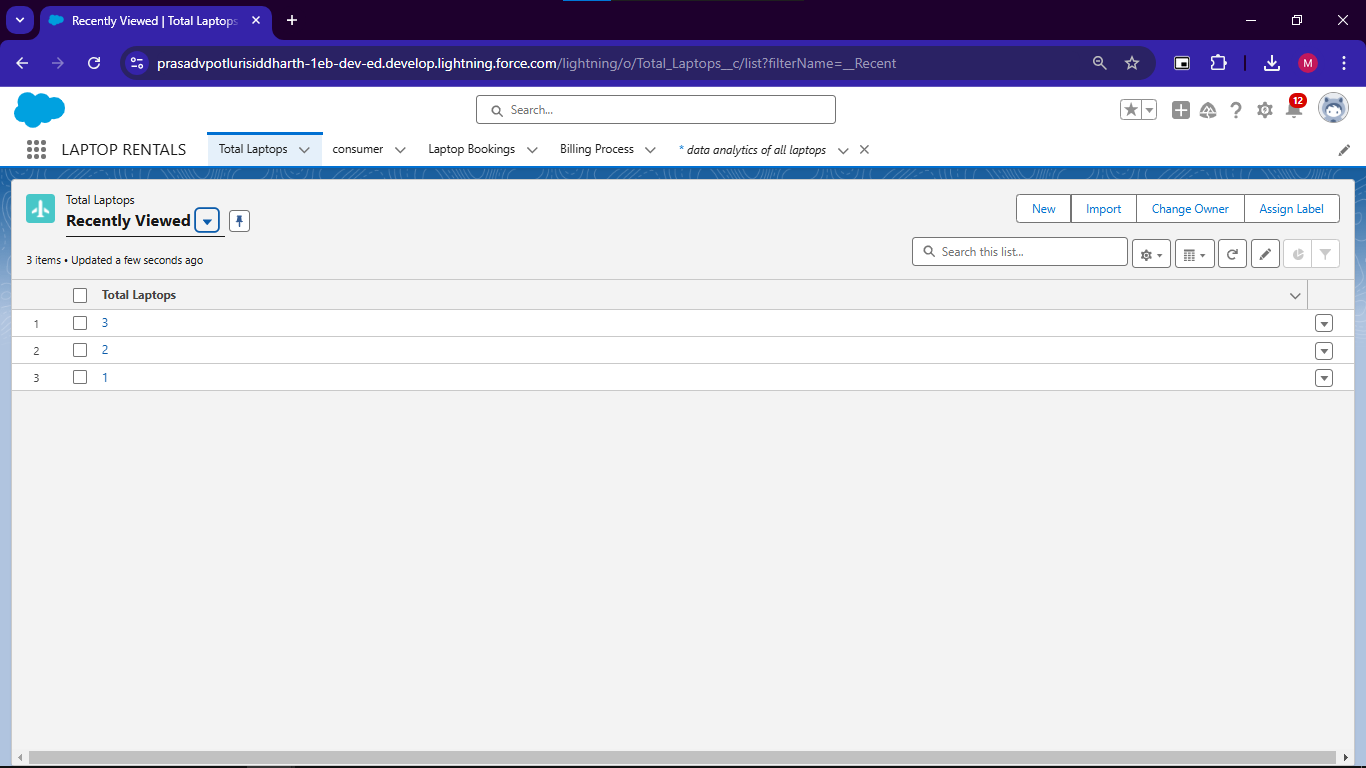 Recently Viewed | Total Laptops
prasadvpotlurisiddharth-1eb-dev-ed.develop.lightning.force.com/lightning/o/Total_Laptops__c/list?filterName=__Recent
M
Search...
12
LAPTOP RENTALS
Total Laptops
consumer
Laptop Bookings
Billing Process
* data analytics of all laptops
Total Laptops
Recently Viewed
New
Import
Change Owner
Assign Label
3 items • Updated a few seconds ago
Search this list...
Total Laptops
1 3
2 2
3 1